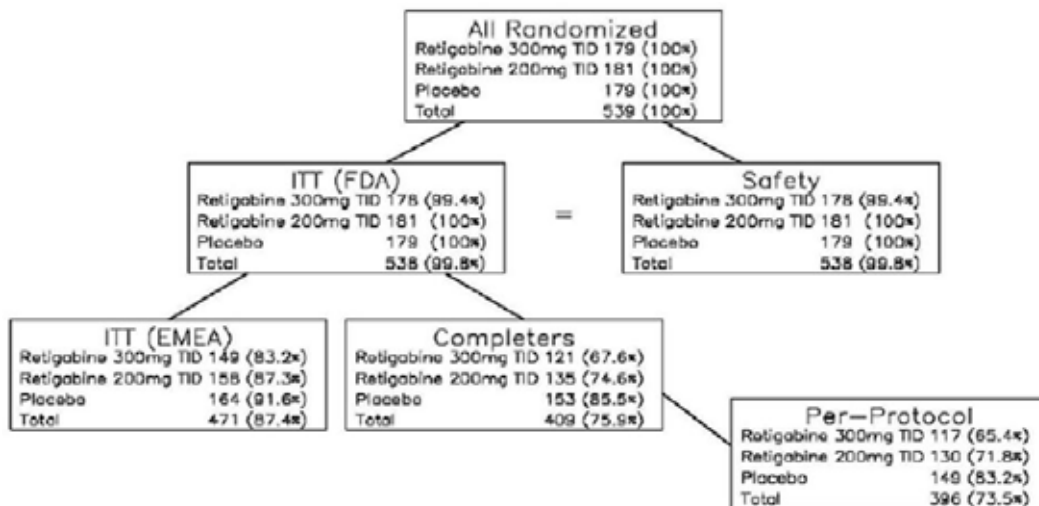 All Randomized
Retigabine 300mg TID 179 (100%)
Retigabine 200mg TID 181 (100%)
Placebo 179 (100%)
Total 539 (100%)
ITT (FDA)
Retigabine 300mg TID 178 (99.4%)
Retigabine 200mg TID 181 (100%)
Placebo 179 (100%)
Total 538 (99.8%)
=
Safety
Retigabine 300mg TID 178 (99.4%)
Retigabine 200mg TID 181 (100%)
Placebo 179 (100%)
Total 538 (99.8%)
ITT (EMEA)
Retigabine 300mg TID 149 (83.2%)
Retigabine 200mg TID 158 (87.3%)
Placebo 164 (91.6%)
Total 471 (87.4%)
Completers
Retigabine 300mg TID 121 (67.6%)
Retigabine 200mg TID 135 (74.6%)
Placebo 153 (85.5%)
Total 409 (75.9%)
Per-Protocol
Retigabine 300mg TID 117 (65.4%)
Retigabine 200mg TID 130 (71.8%)
Placebo 149 (83.2%)
Total 396 (73.5%)